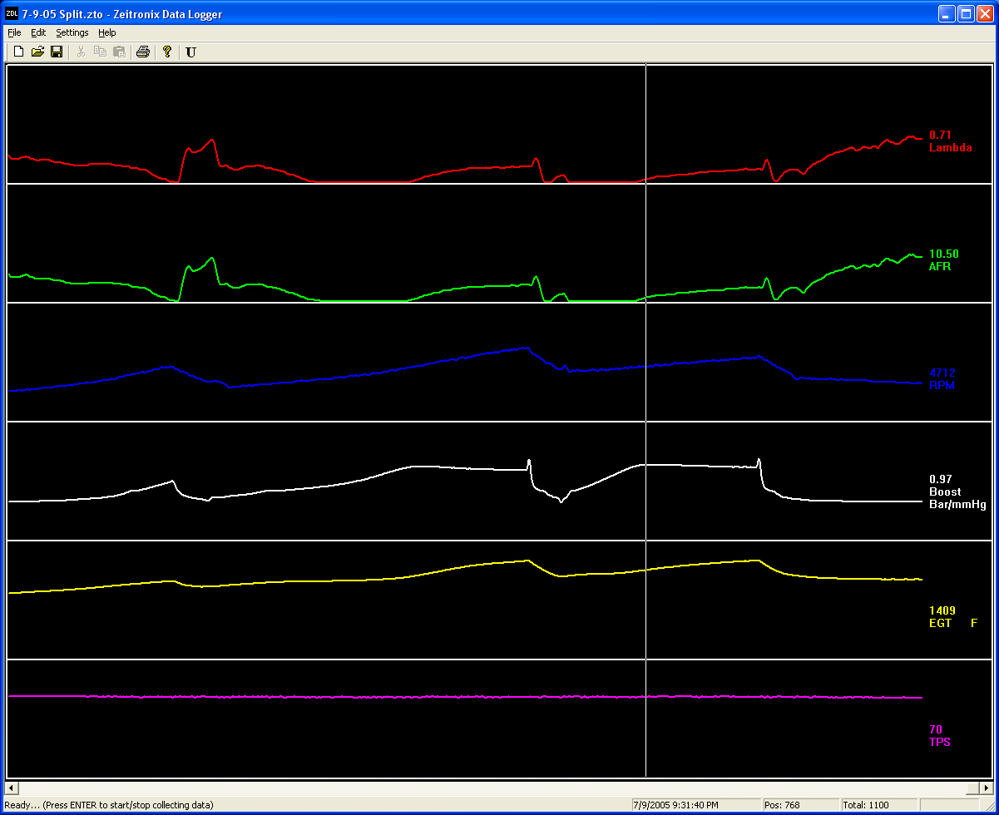 ZDL 7-9-05 Split.zto - Zeitronix Data Logger
File Edit Settings Help
? U
0.71
Lambda
10.50
AFR
4712
RPM
0.97
Boost
Bar/mmHg
1409
EGT F
70
TPS
Ready... (Press ENTER to start/stop collecting data) 7/9/2005 9:31:40 PM Pos: 768 Total: 1100